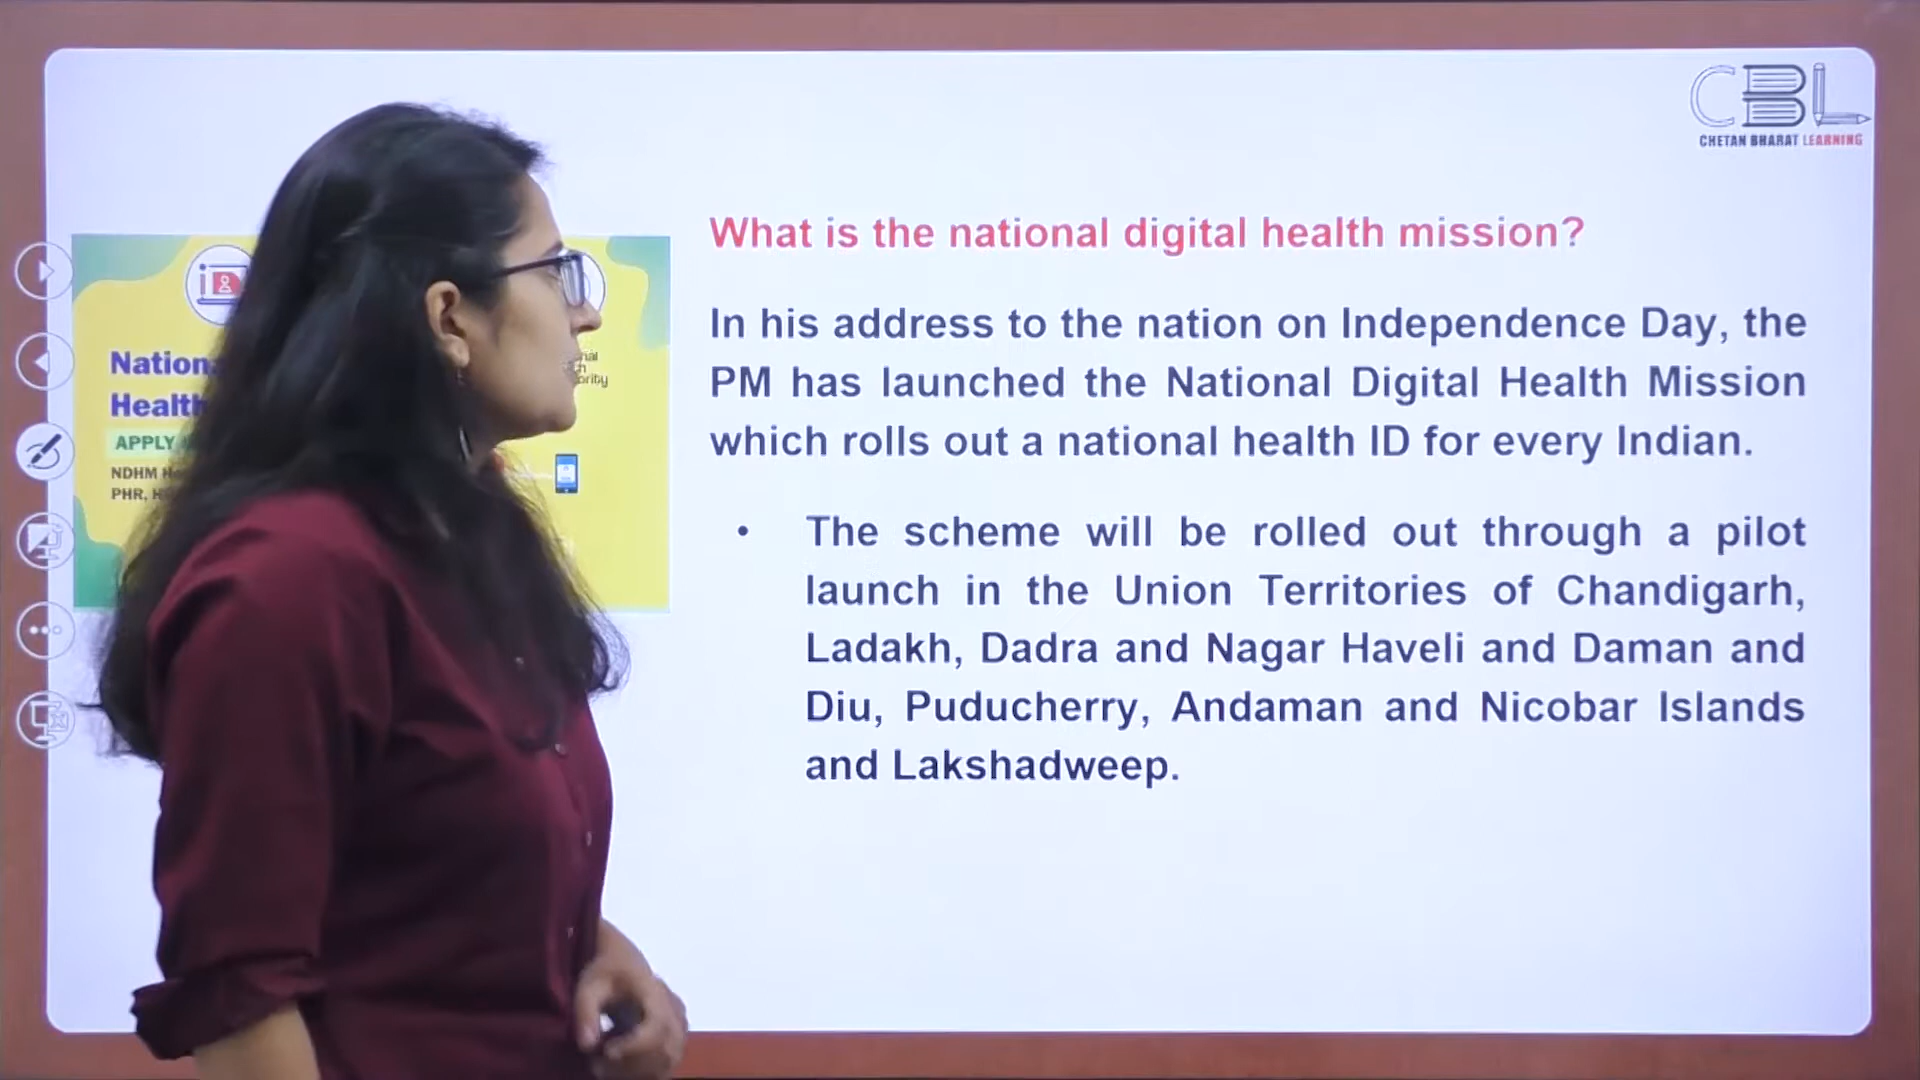 CBL
CHETAN BHARAT LEARNING
What is the national digital health mission?
In his address to the nation on Independence Day, the
PM has launched the National Digital Health Mission
which rolls out a national health ID for every Indian.
• The scheme will be rolled out through a pilot
launch in the Union Territories of Chandigarh,
Ladakh, Dadra and Nagar Haveli and Daman and
Diu, Puducherry, Andaman and Nicobar Islands
and Lakshadweep.
Health
APPLY
NDHM
PHR,